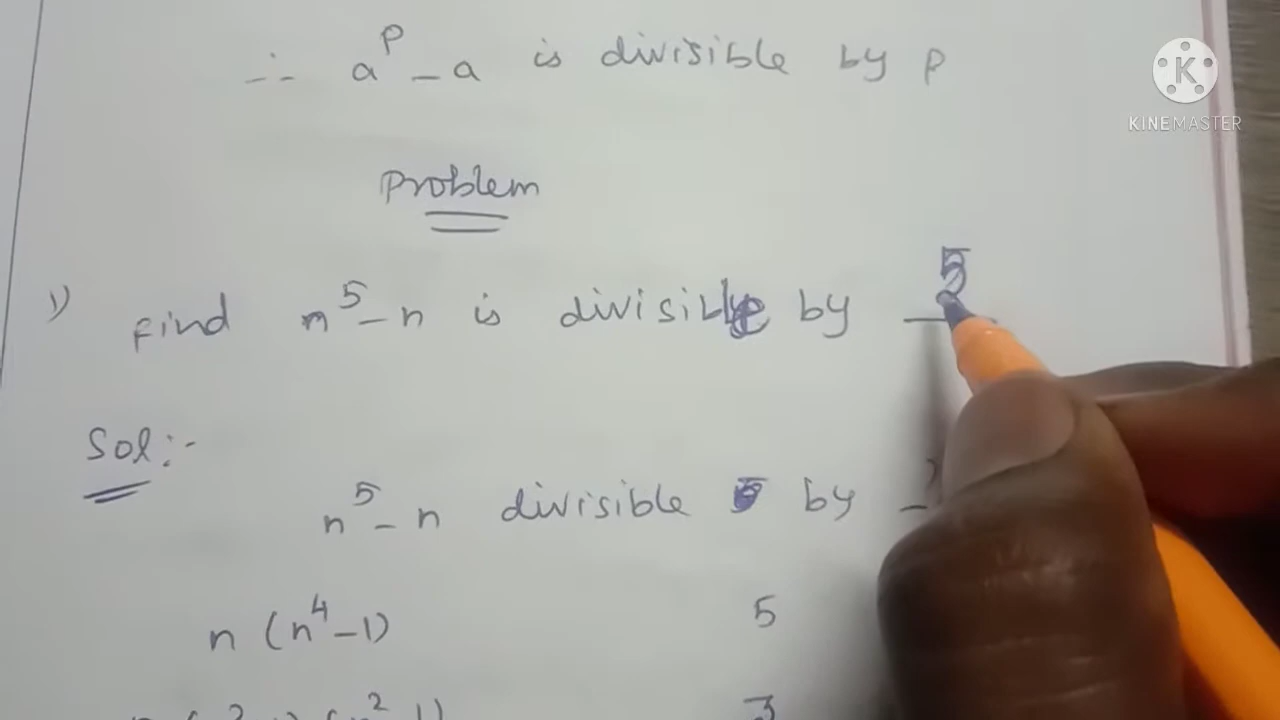 ∴ a^p - a is divisible by p
KINEMASTER
Problem
1) Find n^5 - n is divisible by 5
Sol:-
n^5 - n divisible by
n (n^4 - 1) 5
3